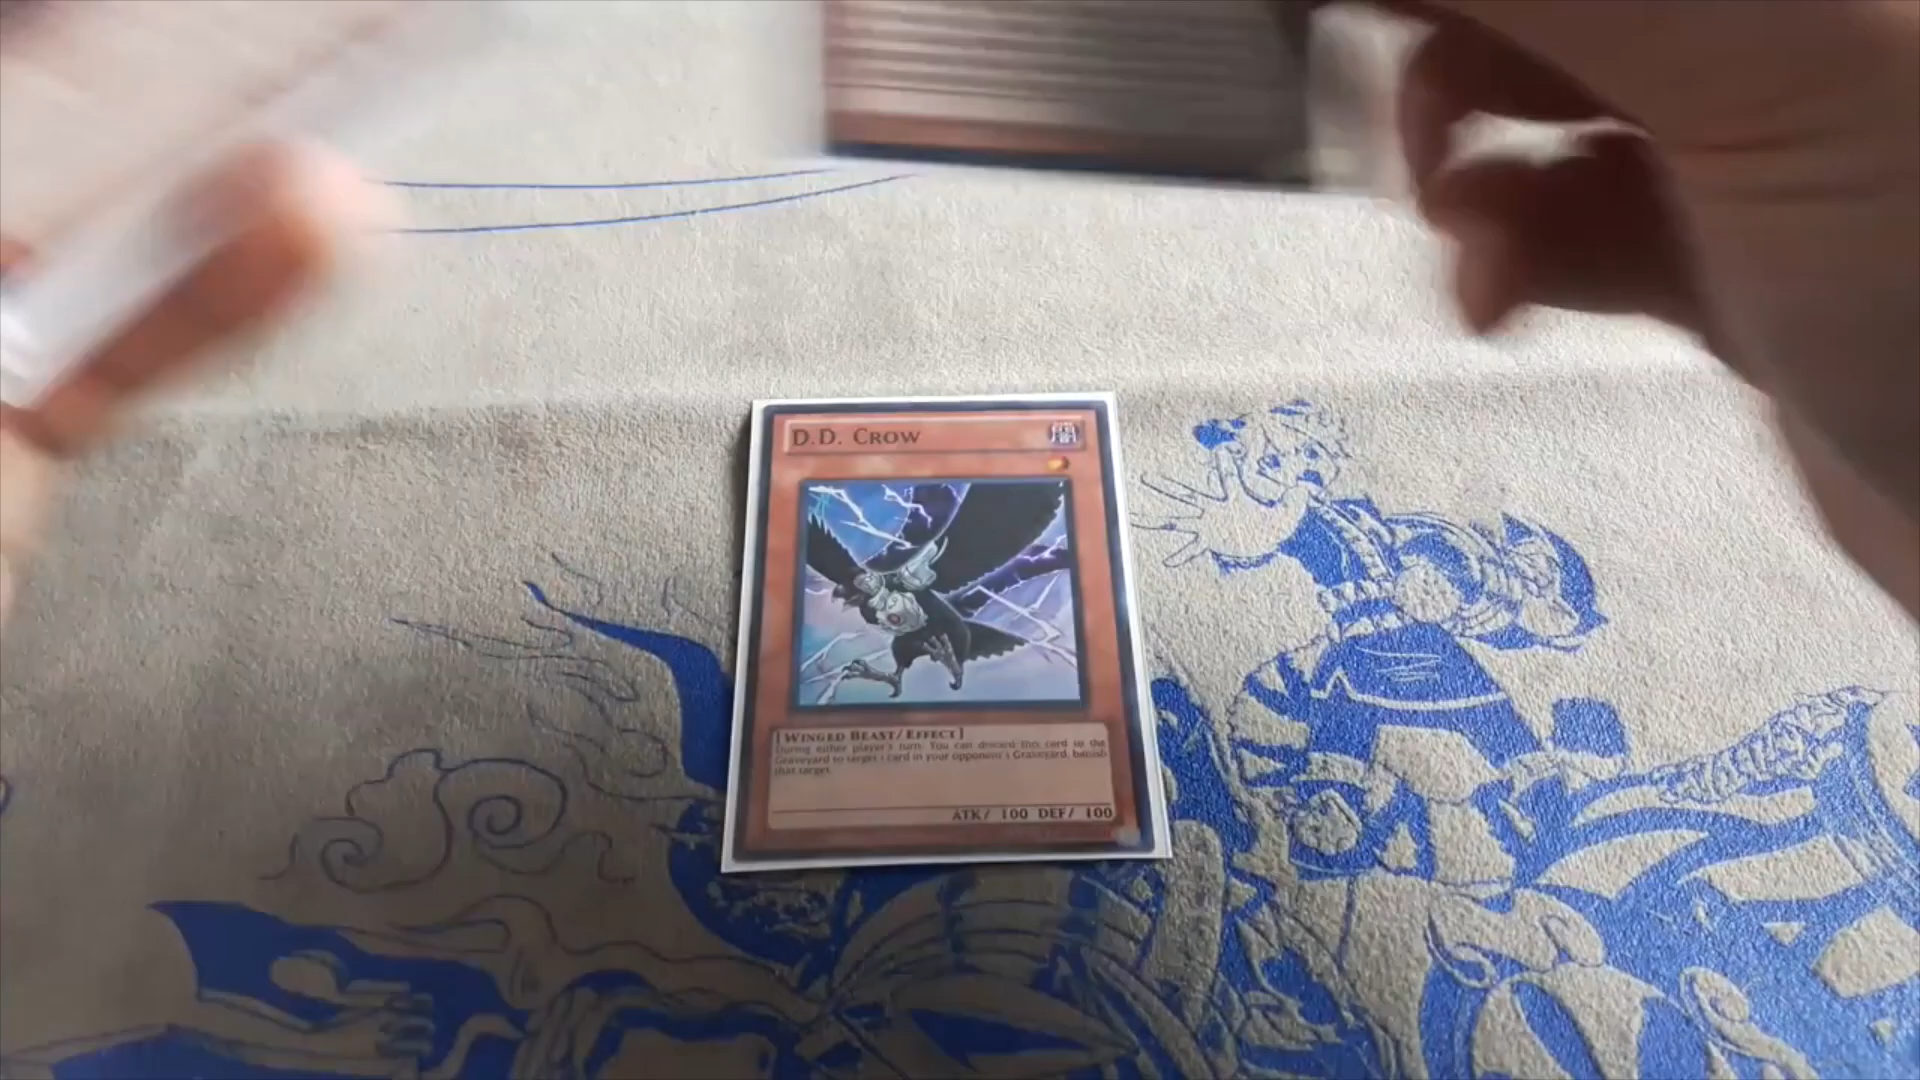 D.D. Crow
[Winged Beast/Effect]
During either player's turn: You can discard this card to the
Graveyard to target 1 card in your opponent's Graveyard; banish
that target.
ATK/ 100 DEF/ 100